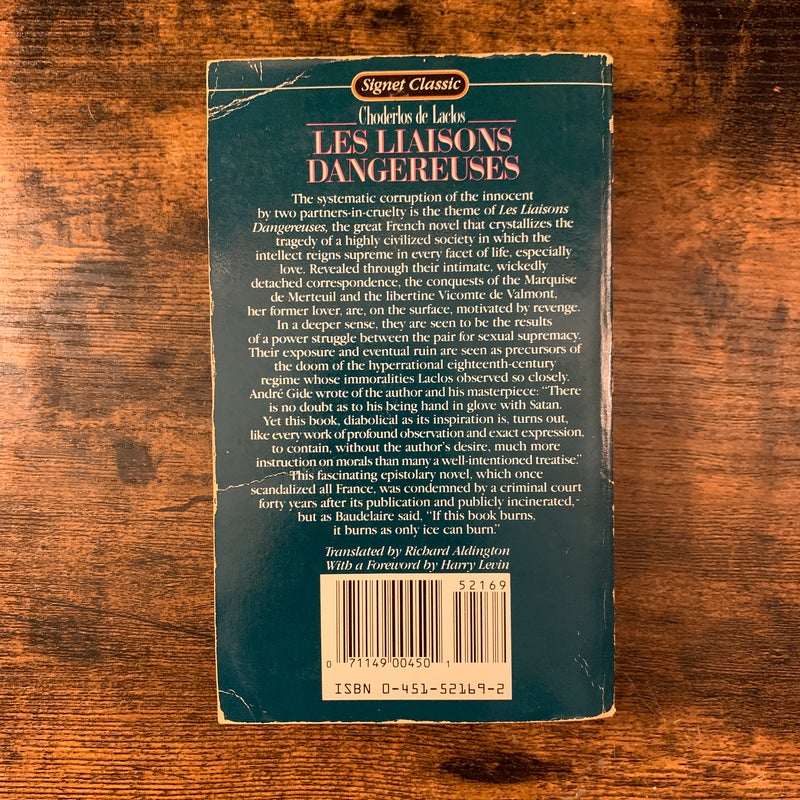 Signet Classic
Choderlos de Laclos
LES LIAISONS
DANGEREUSES
The systematic corruption of the innocent
by two partners-in-cruelty is the theme of Les Liaisons
Dangereuses, the great French novel that crystallizes the
tragedy of a highly civilized society in which the
intellect reigns supreme in every facet of life, especially
love. Revealed through their intimate, wickedly
detached correspondence, the conquests of the Marquise
de Merteuil and the libertine Vicomte de Valmont,
her former lover, are, on the surface, motivated by revenge.
In a deeper sense, they are seen to be the results
of a power struggle between the pair for sexual supremacy.
Their exposure and eventual ruin are seen as precursors of
the doom of the hyperrational eighteenth-century
regime whose immoralities Laclos observed so closely.
André Gide wrote of the author and his masterpiece: "There
is no doubt as to his being hand in glove with Satan.
Yet this book, diabolical as its inspiration is, turns out,
like every work of profound observation and exact expression,
to contain, without the author's desire, much more
instruction on morals than many a well-intentioned treatise."
This fascinating epistolary novel, which once
scandalized all France, was condemned by a criminal court
forty years after its publication and publicly incinerated,
but as Baudelaire said, "If this book burns,
it burns as only ice can burn."
Translated by Richard Aldington
With a Foreword by Harry Levin
52169
0 71149 00450 1
ISBN 0-451-52169-2